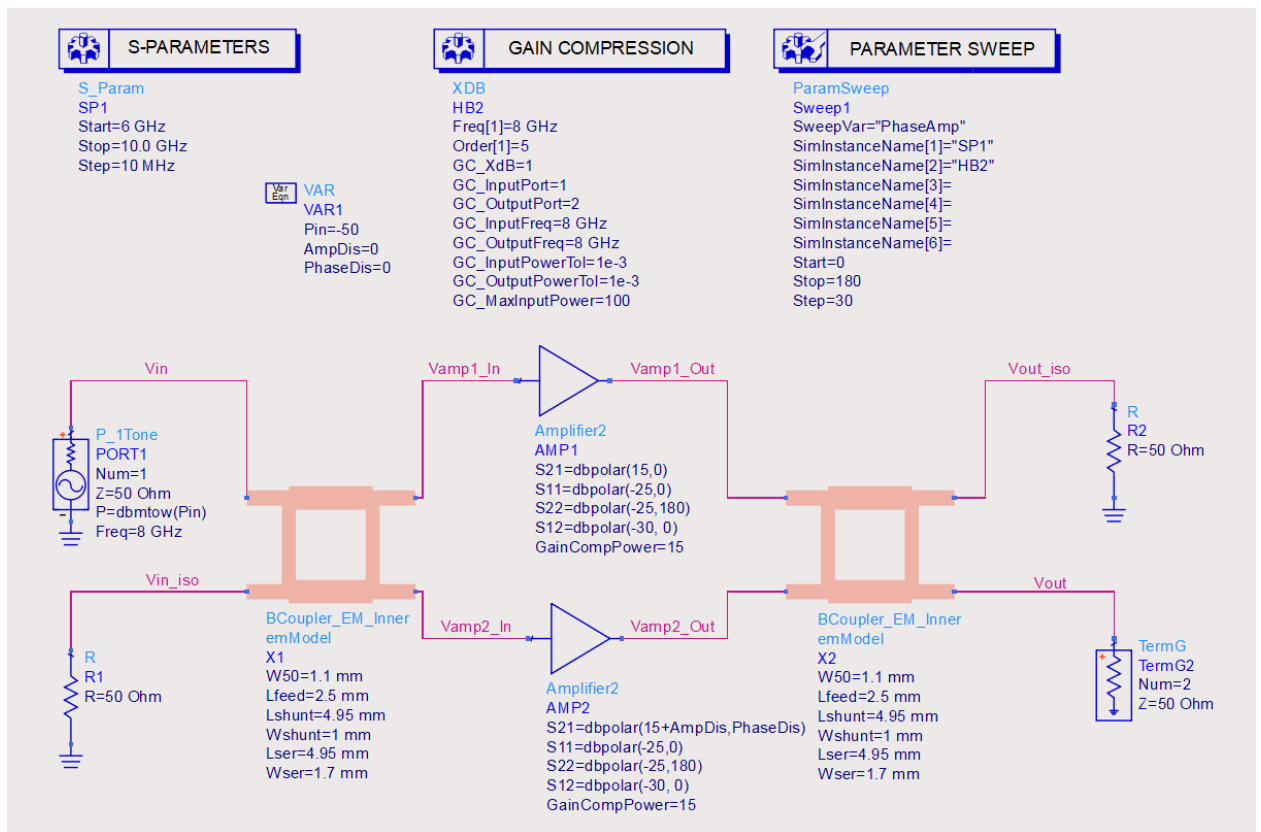 S-PARAMETERS
S_Param
SP1
Start=6 GHz
Stop=10.0 GHz
Step=10 MHz
Var
Eqn
VAR
VAR1
Pin=-50
AmpDis=0
PhaseDis=0
GAIN COMPRESSION
XDB
HB2
Freq[1]=8 GHz
Order[1]=5
GC_XdB=1
GC_InputPort=1
GC_OutputPort=2
GC_InputFreq=8 GHz
GC_OutputFreq=8 GHz
GC_InputPowerTol=1e-3
GC_OutputPowerTol=1e-3
GC_MaxInputPower=100
PARAMETER SWEEP
ParamSweep
Sweep1
SweepVar="PhaseAmp"
SimInstanceName[1]="SP1"
SimInstanceName[2]="HB2"
SimInstanceName[3]=
SimInstanceName[4]=
SimInstanceName[5]=
SimInstanceName[6]=
Start=0
Stop=180
Step=30
Vin
Vamp1_In
Vamp1_Out
Vout_iso
P_1Tone
PORT1
Num=1
Z=50 Ohm
P=dbmtow(Pin)
Freq=8 GHz
Amplifier2
AMP1
S21=dbpolar(15,0)
S11=dbpolar(-25,0)
S22=dbpolar(-25,180)
S12=dbpolar(-30, 0)
GainCompPower=15
R
R2
R=50 Ohm
Vin_iso
Vamp2_In
Vamp2_Out
Vout
R
R1
R=50 Ohm
BCoupler_EM_Inner
emModel
X1
W50=1.1 mm
Lfeed=2.5 mm
Lshunt=4.95 mm
Wshunt=1 mm
Lser=4.95 mm
Wser=1.7 mm
Amplifier2
AMP2
S21=dbpolar(15+AmpDis,PhaseDis)
S11=dbpolar(-25,0)
S22=dbpolar(-25,180)
S12=dbpolar(-30, 0)
GainCompPower=15
BCoupler_EM_Inner
emModel
X2
W50=1.1 mm
Lfeed=2.5 mm
Lshunt=4.95 mm
Wshunt=1 mm
Lser=4.95 mm
Wser=1.7 mm
TermG
TermG2
Num=2
Z=50 Ohm